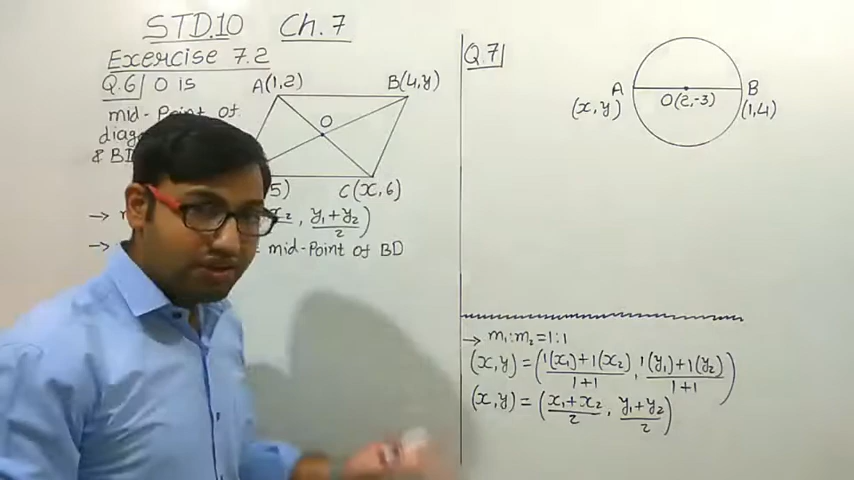 STD.10 Ch.7
Exercise 7.2
Q.6 O is
mid-Point of
& BD
A(1,2)
B(4,y)
O
5)
C(x,6)
x2 , y1+y2
2
)
→
→ = mid-Point of BD
Q.7
A
(x,y)
O(2,-3)
B
(1,4)
→ m1:m2=1:1
(x,y) = (1(x1)+1(x2)/1+1 , 1(y1)+1(y2)/1+1)
(x,y) = (x1+x2/2 , y1+y2/2)